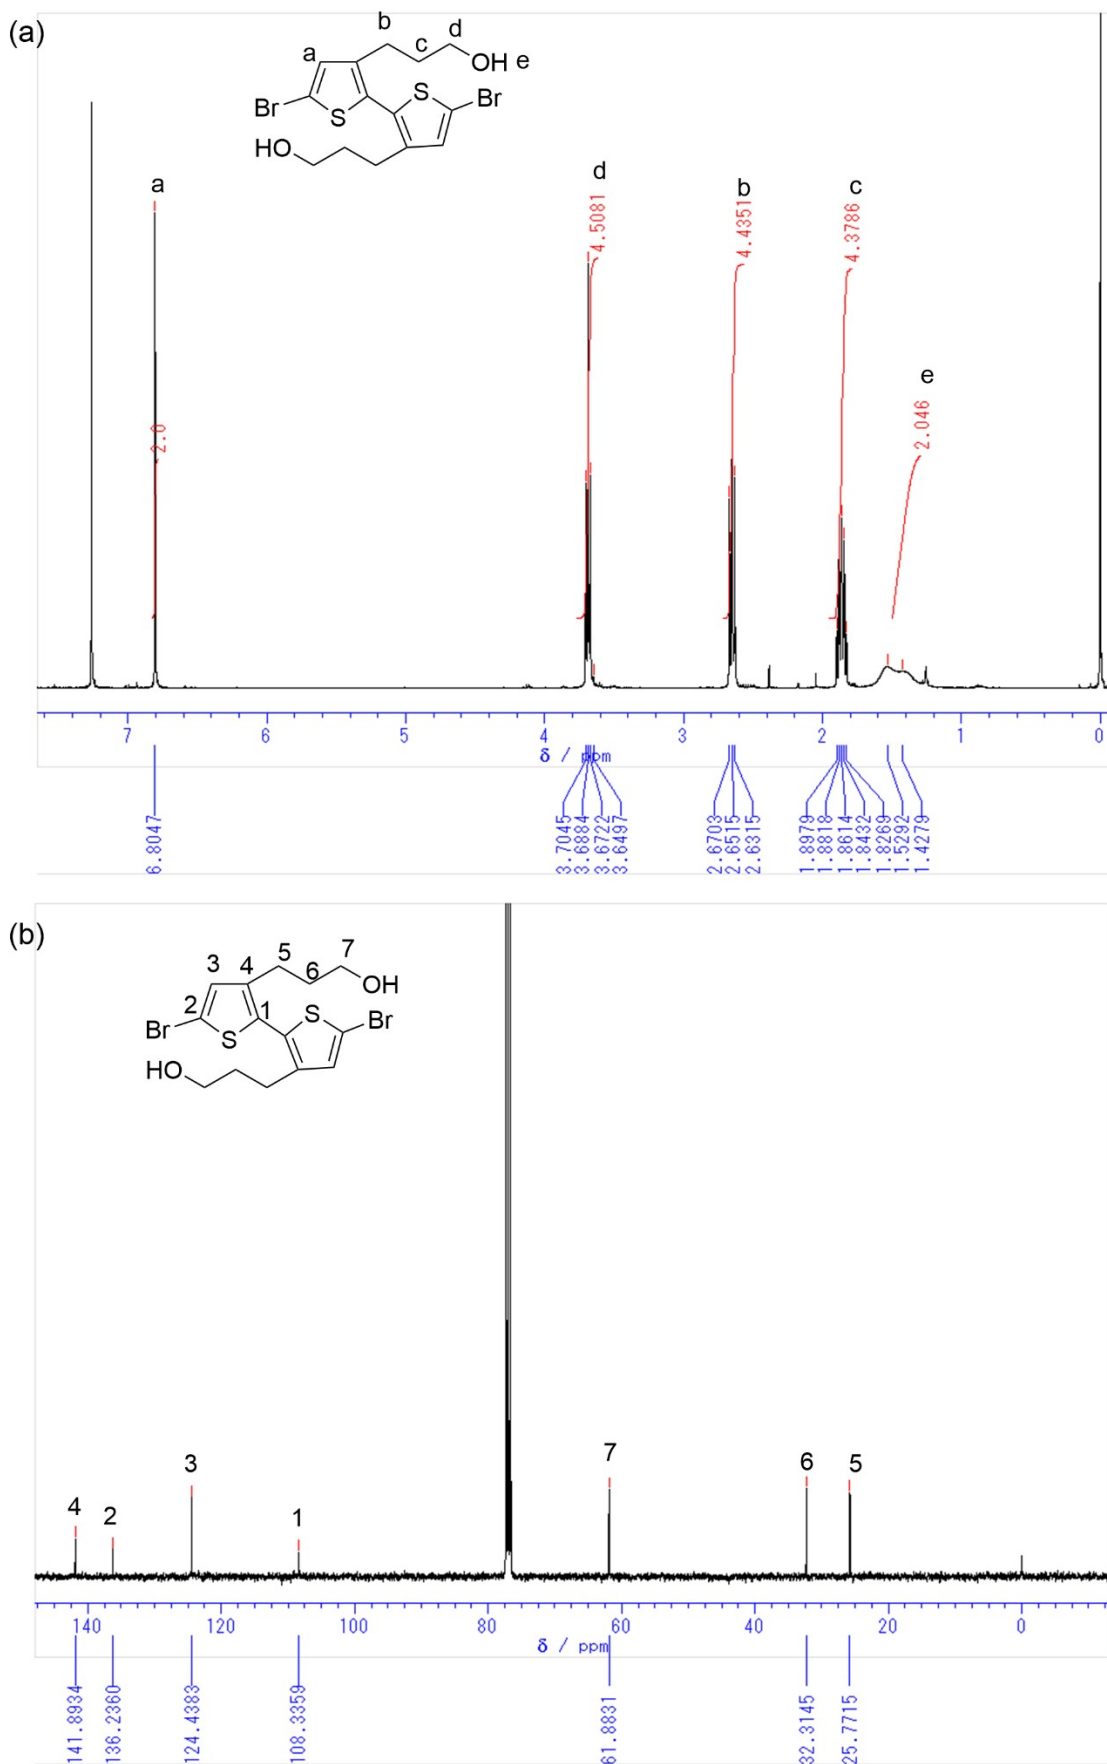 (a)
b
d
c
a
OH e
S
Br
Br
S
HO
a
d
b
c
e
2.0
4.5081
4.4351
4.3786
2.046
7 6 5 4 3 2 1 0
δ / ppm
6.8047
3.7045
3.6884
3.6722
3.6497
2.6703
2.6515
2.6315
1.8979
1.8818
1.8614
1.8432
1.8269
1.5292
1.4279
(b)
5
7
3
4
6
OH
2
1
S
Br
Br
S
HO
4
2
3
1
7
6
5
140 120 100 80 60 40 20 0
δ / ppm
141.8934
136.2360
124.4383
108.3359
61.8831
32.3145
25.7715